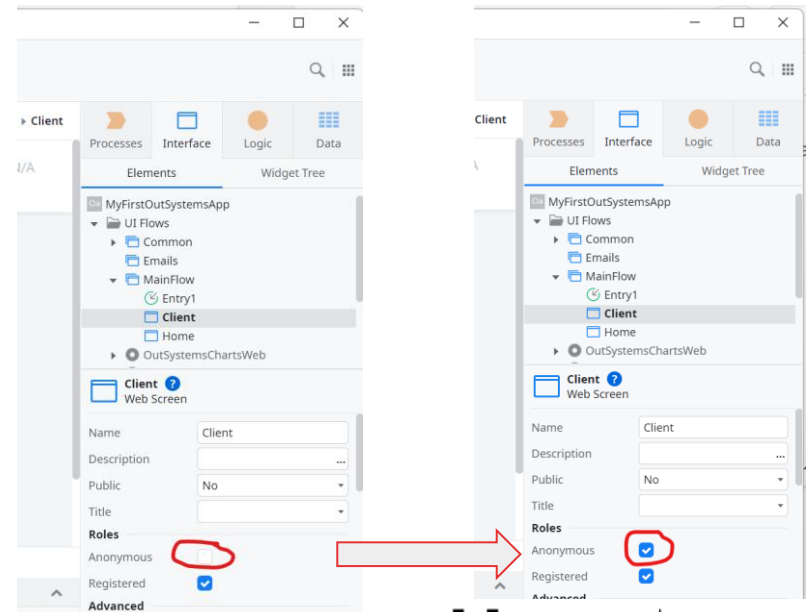 Client
Processes Interface Logic Data
Elements Widget Tree
MyFirstOutSystemsApp
UI Flows
Common
Emails
MainFlow
Entry1
Client
Home
OutSystemsChartsWeb
Client ?
Web Screen
Name Client
Description ...
Public No
Title
Roles
Anonymous
Registered
Advanced
Client
Processes Interface Logic Data
Elements Widget Tree
MyFirstOutSystemsApp
UI Flows
Common
Emails
MainFlow
Entry1
Client
Home
OutSystemsChartsWeb
Client ?
Web Screen
Name Client
Description ...
Public No
Title
Roles
Anonymous
Registered
Advanced